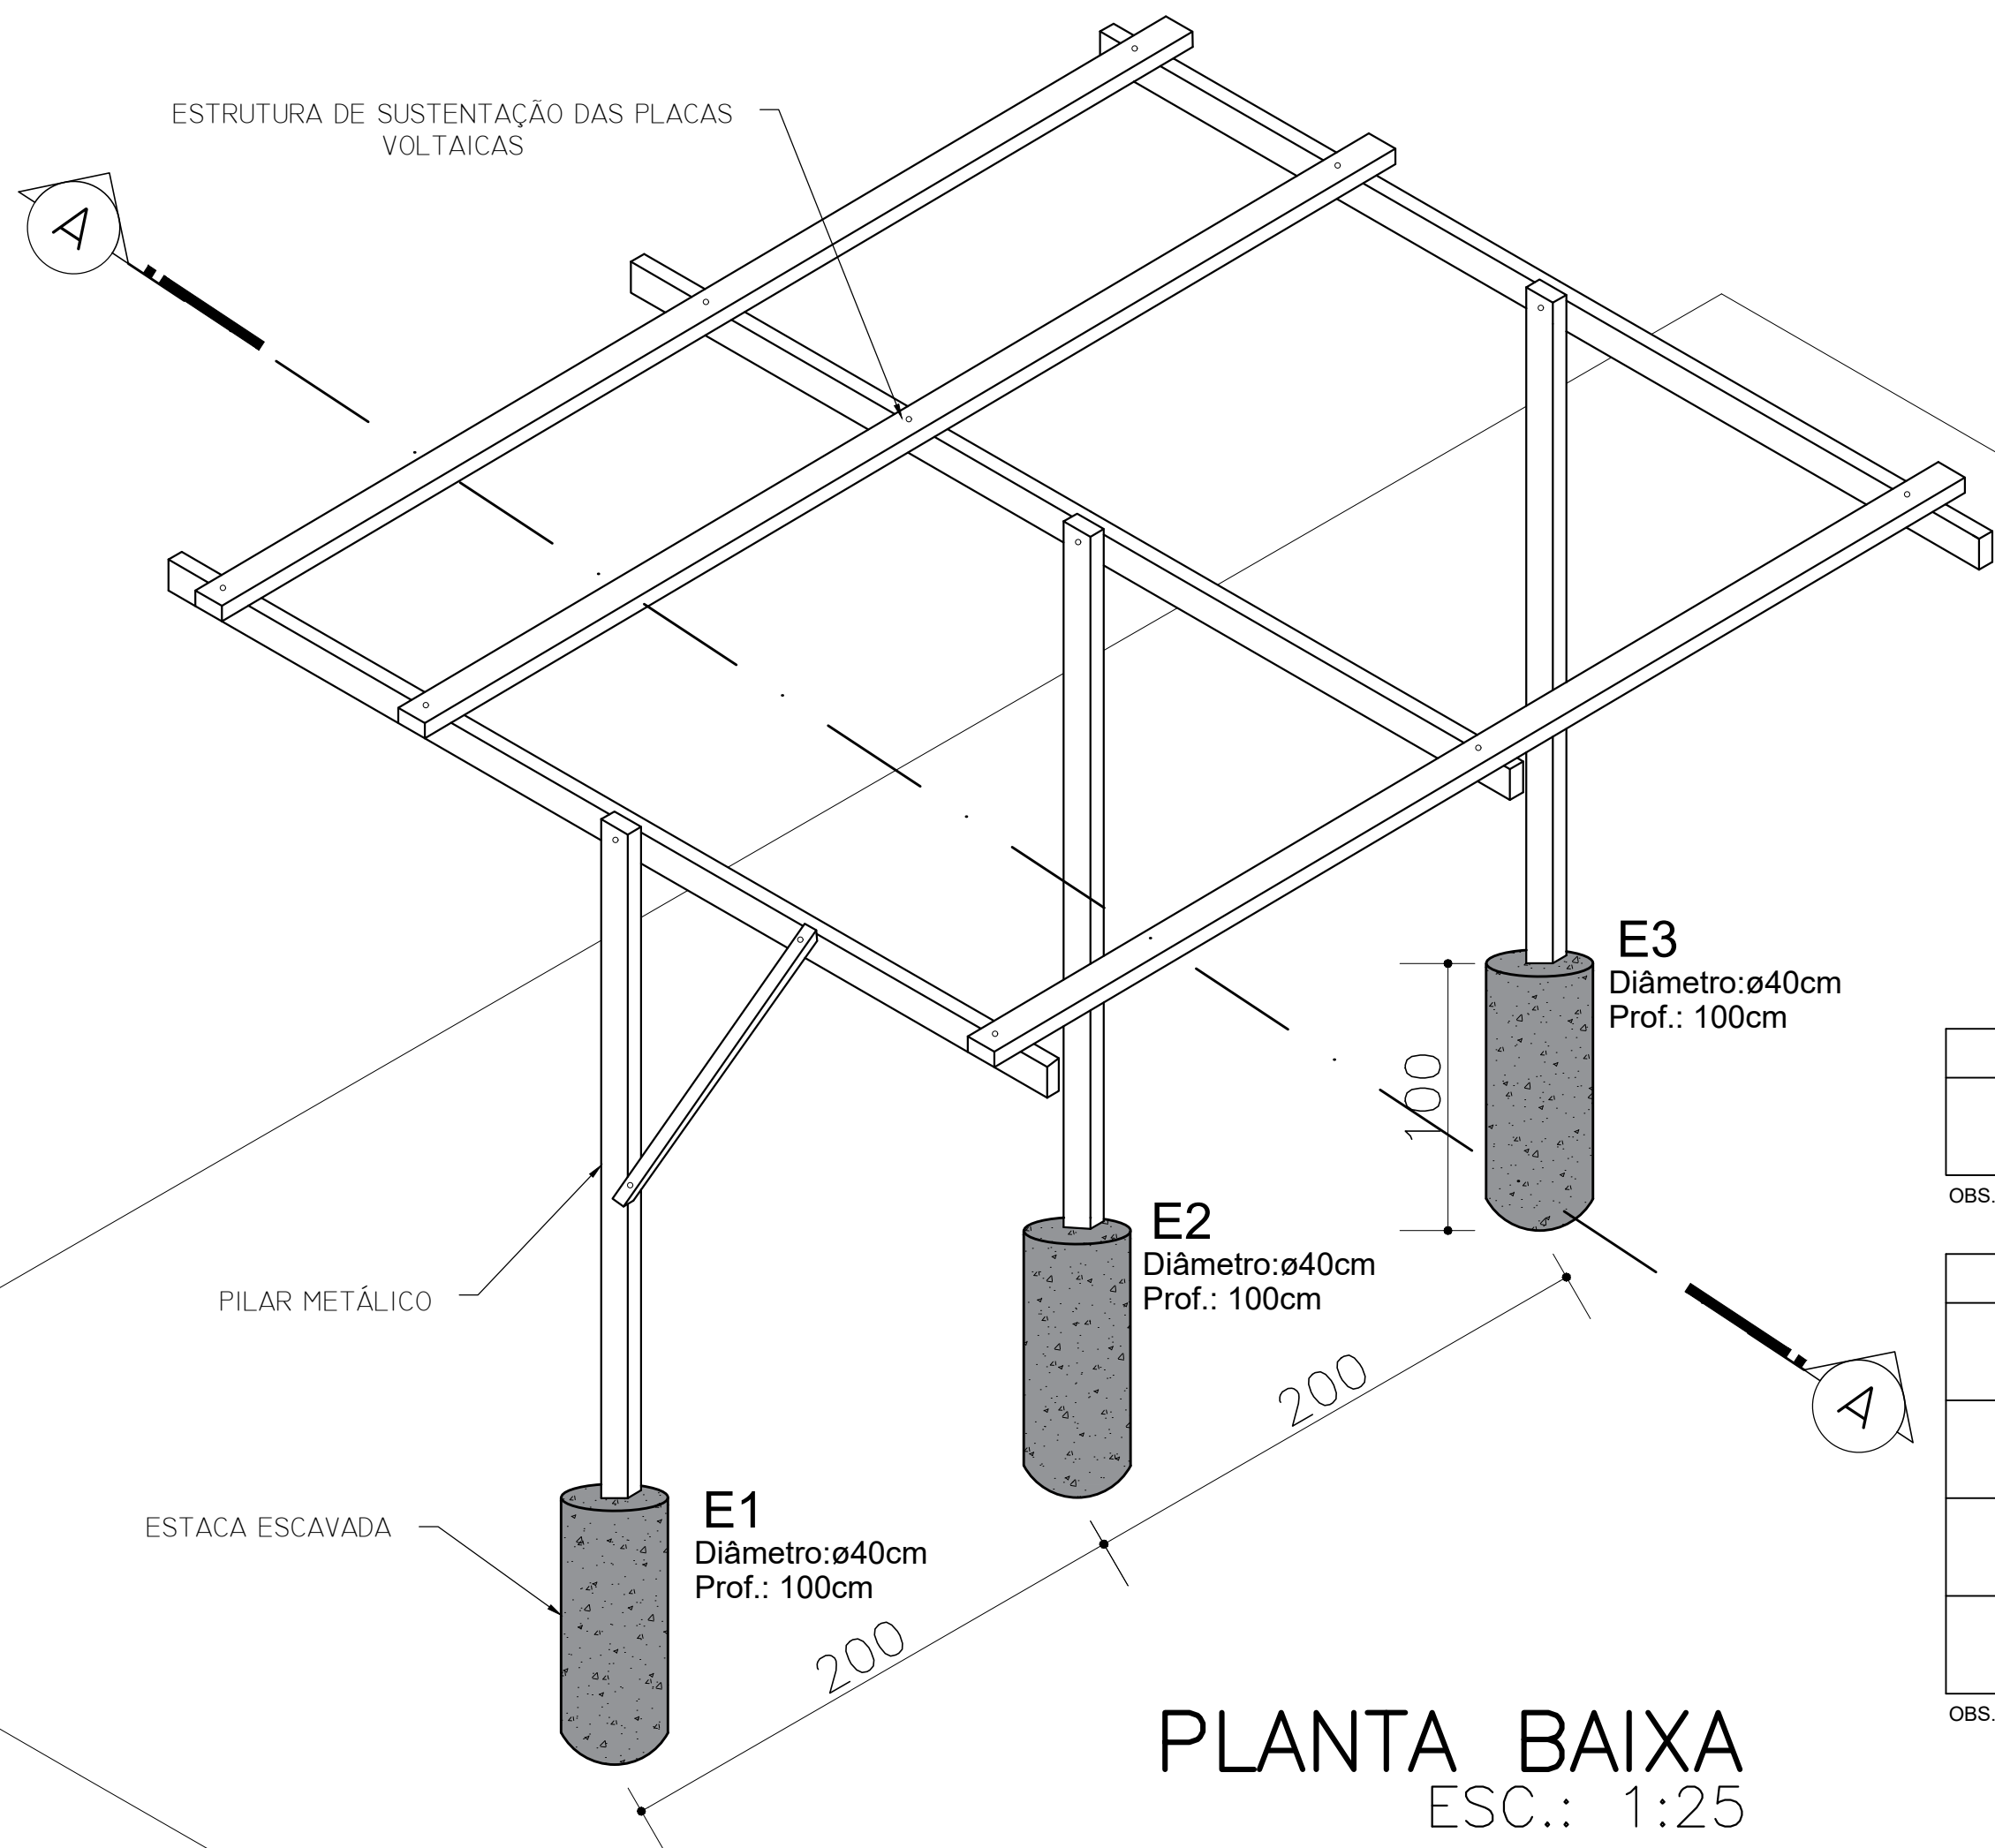 ESTRUTURA DE SUSTENTAÇÃO DAS PLACAS
VOLTAICAS
A
E3
Diâmetro:ø40cm
Prof.: 100cm
100
OBS.
E2
Diâmetro:ø40cm
Prof.: 100cm
PILAR METÁLICO
200
A
E1
Diâmetro:ø40cm
Prof.: 100cm
ESTACA ESCAVADA
200
OBS.
PLANTA BAIXA
ESC.: 1:25